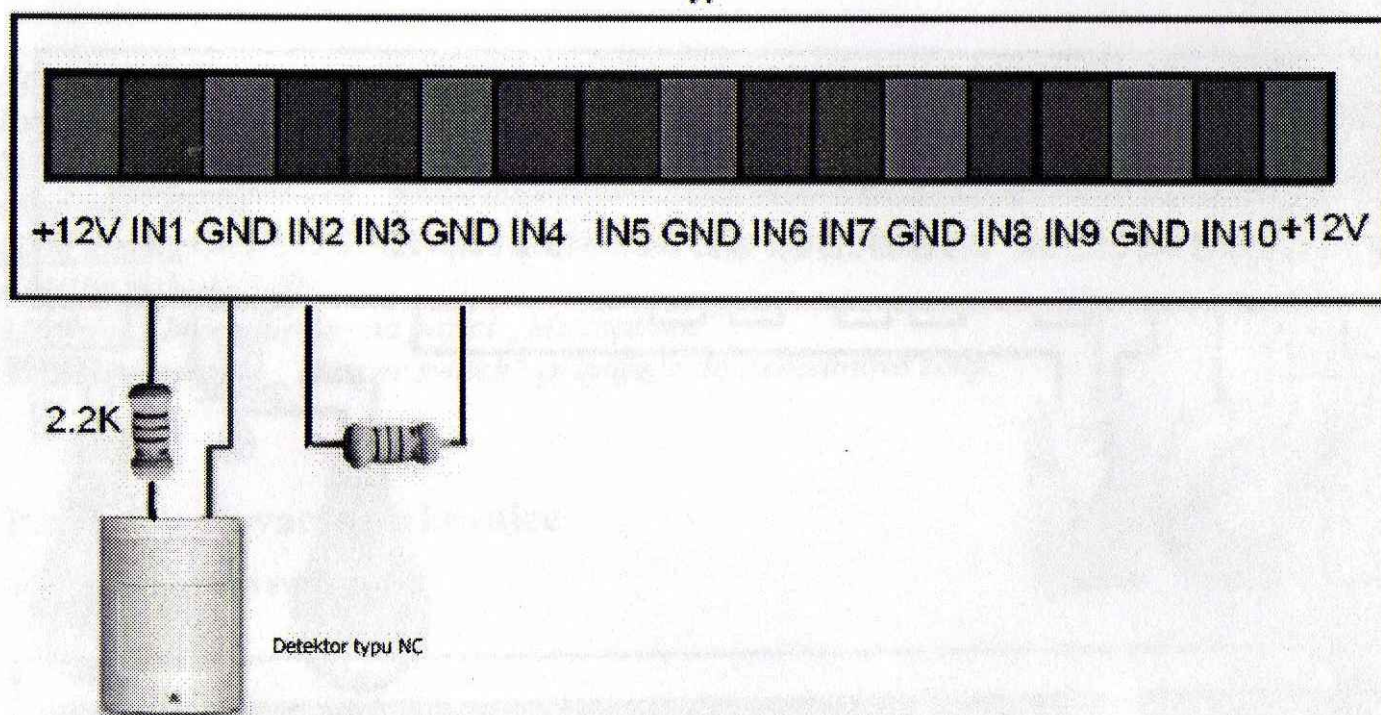 +12V IN1 GND IN2 IN3 GND IN4 IN5 GND IN6 IN7 GND IN8 IN9 GND IN10 +12V
2.2K
Detektor typu NC